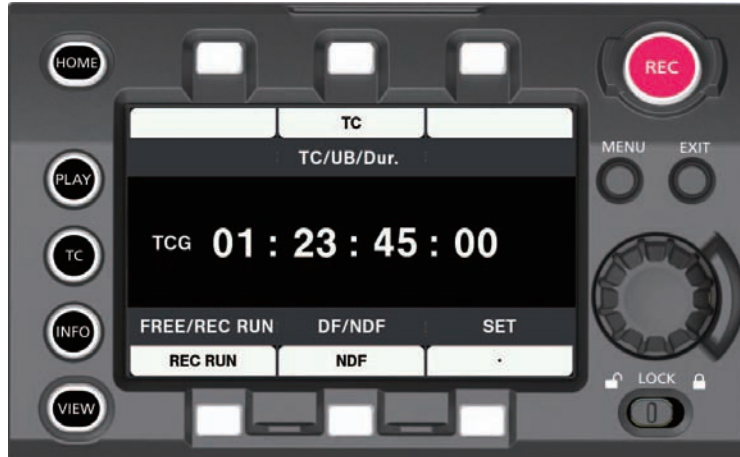 HOME
REC
TC
MENU EXIT
TC/UB/Dur.
PLAY
TCG 01 : 23 : 45 : 00
TC
INFO
FREE/REC RUN DF/NDF SET
REC RUN NDF .
LOCK
VIEW